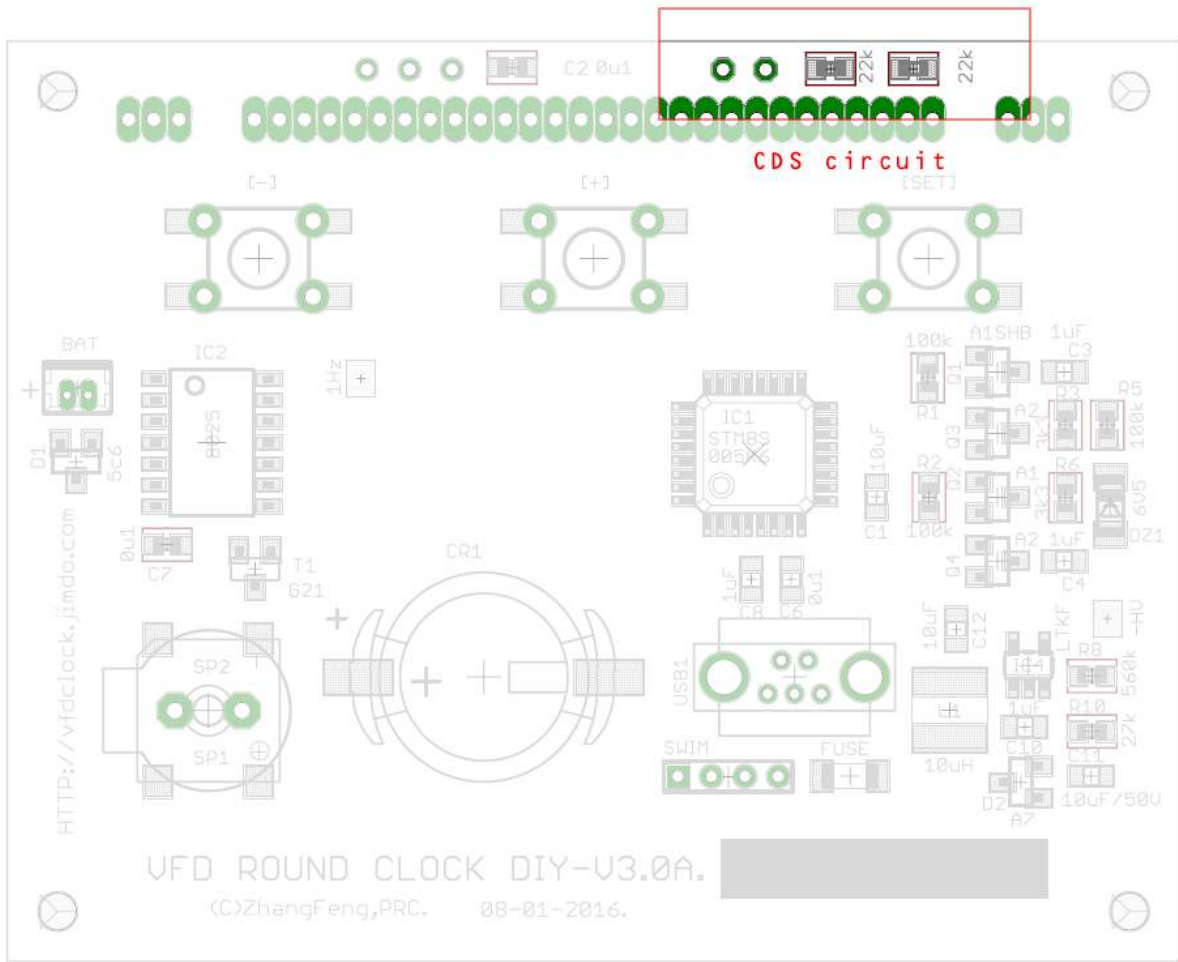 C2 0u1
22k
22k
CDS circuit
[-]
[+]
[SET]
BAT
+
D1
5c6
IC2
8025
1Hz
IC1
STM8S
10uF
C1
100k
R1
Q1
A1SHB
1uF
C3
Q3
A2
R3
3k3
R5
100k
R2
100k
Q2
A1
R6
3k3
6V5
DZ1
Q4
A2
1uF
C4
0u1
C7
T1
G21
CR1
+
+
1uF
C8
C6
0u1
10uF
C12
LTKF
IC4
-HV
R8
560k
R10
27k
L1
10uH
1uF
C10
C11
10uF/50V
D2
A7
USB1
SWIM
FUSE
SP2
SP1
HTTP://vfdclock.jimdo.com
VFD ROUND CLOCK DIY-V3.0A.
(C)ZhangFeng,PRC. 08-01-2016.